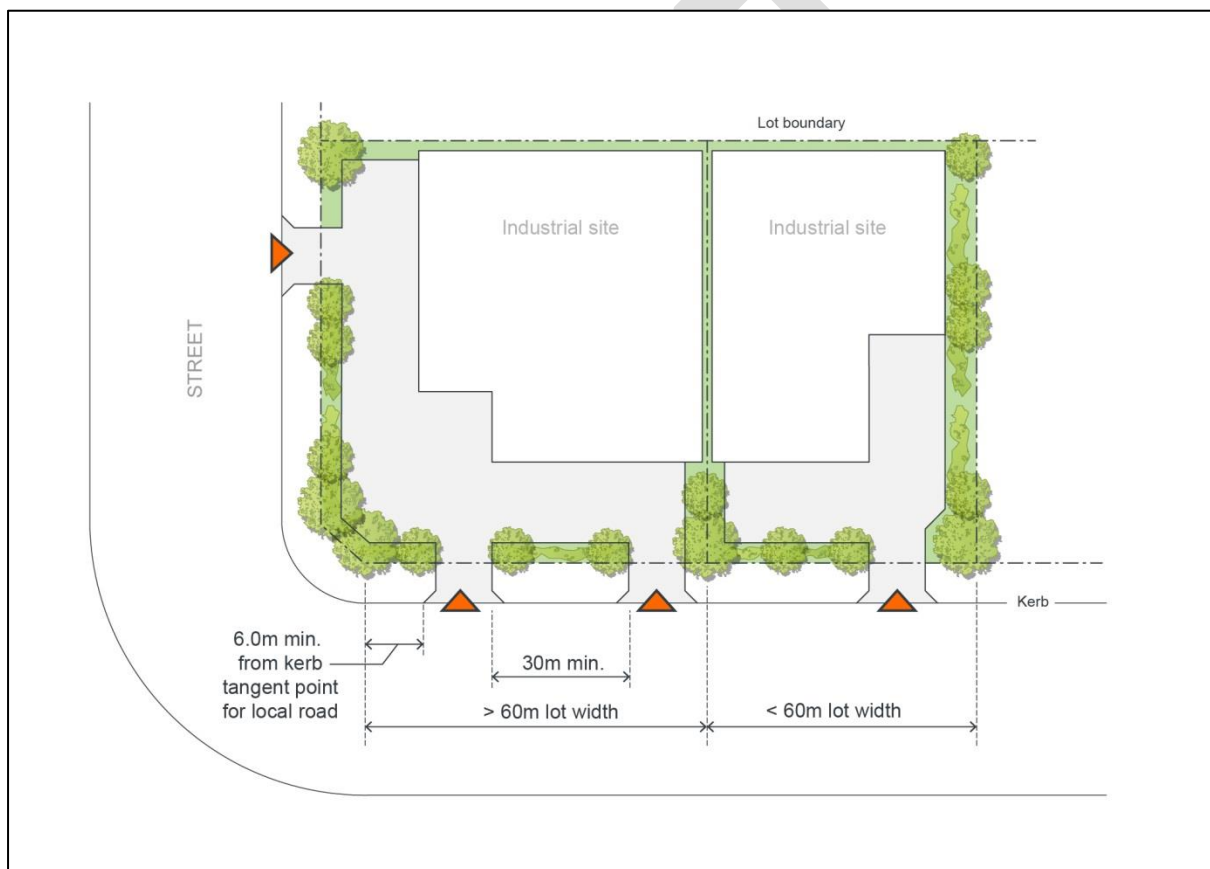 Lot boundary
Industrial site
Industrial site
STREET
Kerb
6.0m min.
from kerb
tangent point
for local road
30m min.
> 60m lot width
< 60m lot width